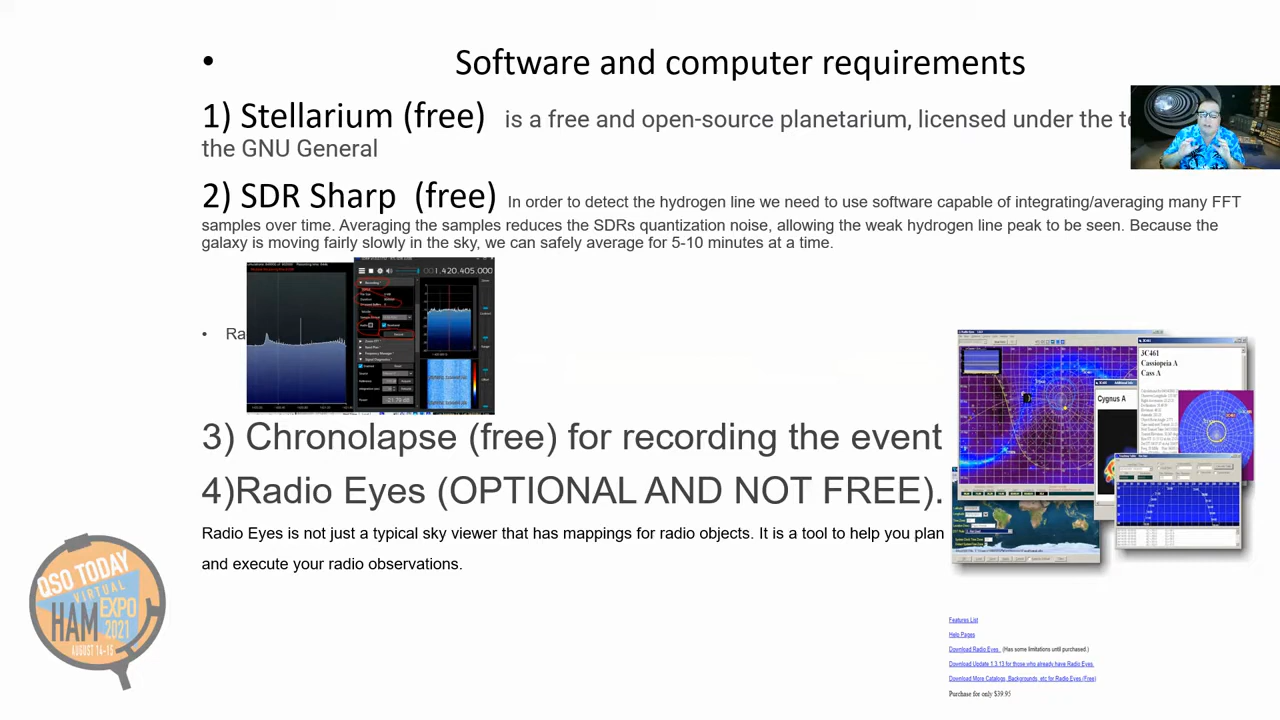 • Software and computer requirements
1) Stellarium (free) is a free and open-source planetarium, licensed under the
the GNU General
2) SDR Sharp (free) In order to detect the hydrogen line we need to use software capable of integrating/averaging many FFT
samples over time. Averaging the samples reduces the SDRs quantization noise, allowing the weak hydrogen line peak to be seen. Because the
galaxy is moving fairly slowly in the sky, we can safely average for 5-10 minutes at a time.
001.420.405.000
• Ra
3C461
Cassiopeia A
Cass A
Cygnus A
3) Chronolapse (free) for recording the event
4)Radio Eyes (OPTIONAL AND NOT FREE).
Radio Eyes is not just a typical sky viewer that has mappings for radio objects. It is a tool to help you plan
and execute your radio observations.
QSO TODAY
VIRTUAL
HAM EXPO
2021
AUGUST 14-15
Features List
Help Pages
Download Radio Eyes (Has some limitations until purchased.)
Download Update 1.3.13 for those who already have Radio Eyes.
Download More Catalogs, Backgrounds, etc for Radio Eyes (Free)
Purchase for only $39.95